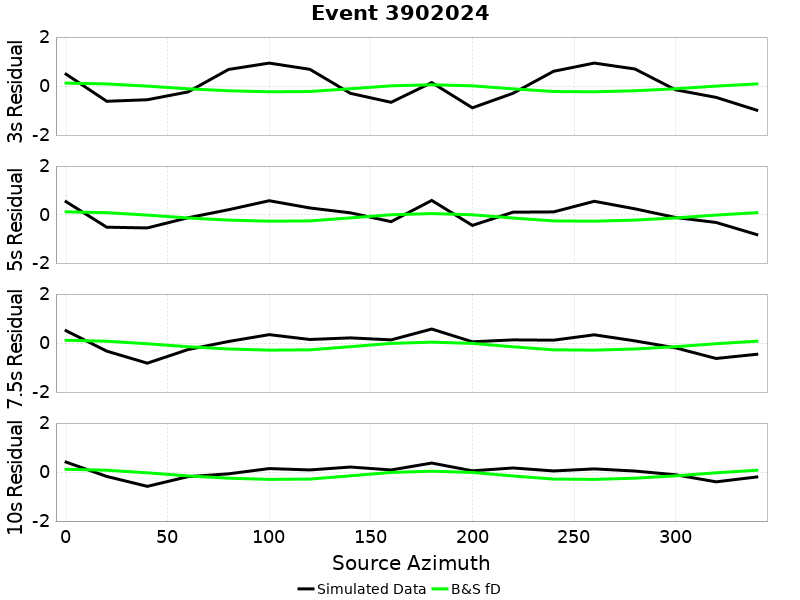 Event 3902024
3s Residual
2
0
-2
5s Residual
2
0
-2
7.5s Residual
2
0
-2
10s Residual
2
0
-2
0 50 100 150 200 250 300
Source Azimuth
Simulated Data B&S fD